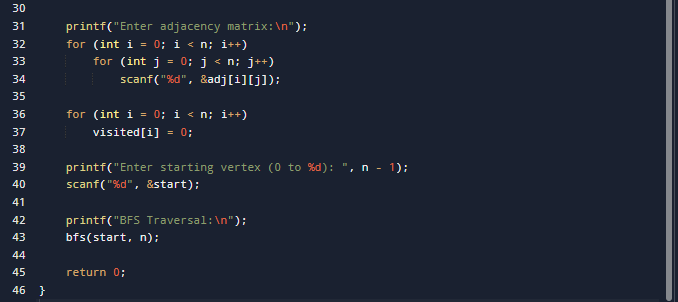 30
31     printf("Enter adjacency matrix:\n");
32     for (int i = 0; i < n; i++)
33         for (int j = 0; j < n; j++)
34             scanf("%d", &adj[i][j]);
35
36     for (int i = 0; i < n; i++)
37         visited[i] = 0;
38
39     printf("Enter starting vertex (0 to %d): ", n - 1);
40     scanf("%d", &start);
41
42     printf("BFS Traversal:\n");
43     bfs(start, n);
44
45     return 0;
46 }